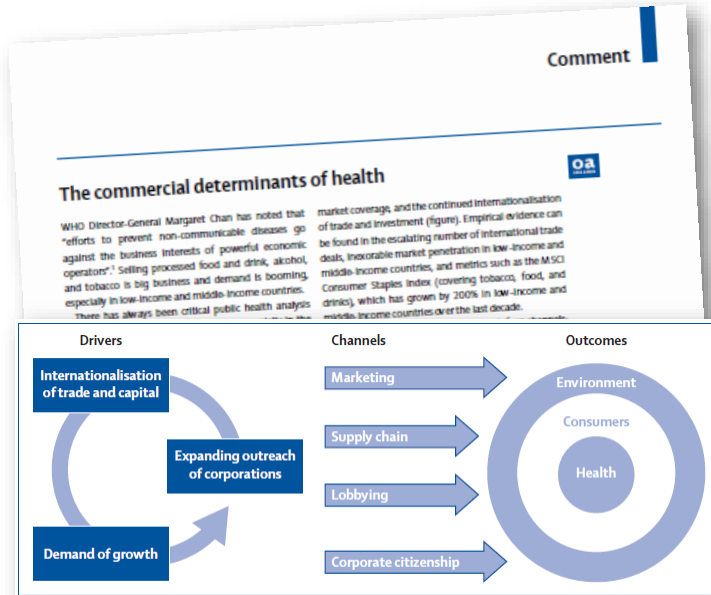 Comment
oa
The commercial determinants of health
WHO Director-General Margaret Chan has noted that
"efforts to prevent non-communicable diseases go
against the business interests of powerful economic
operators".1 Selling processed food and drink, alcohol,
and tobacco is big business and demand is booming,
especially in low-income and middle-income countries.
There has always been critical public health analysis
market coverage, and the continued internationalisation
of trade and investment (figure). Empirical evidence can
be found in the escalating number of international trade
deals, inexorable market penetration in low-income and
middle-income countries, and metrics such as the MSCI
Consumer Staples Index (covering tobacco, food, and
drinks), which has grown by 200% in low-income and
middle-income countries over the last decade.
Drivers
Internationalisation
of trade and capital
Expanding outreach
of corporations
Demand of growth
Channels
Marketing
Supply chain
Lobbying
Corporate citizenship
Outcomes
Environment
Consumers
Health